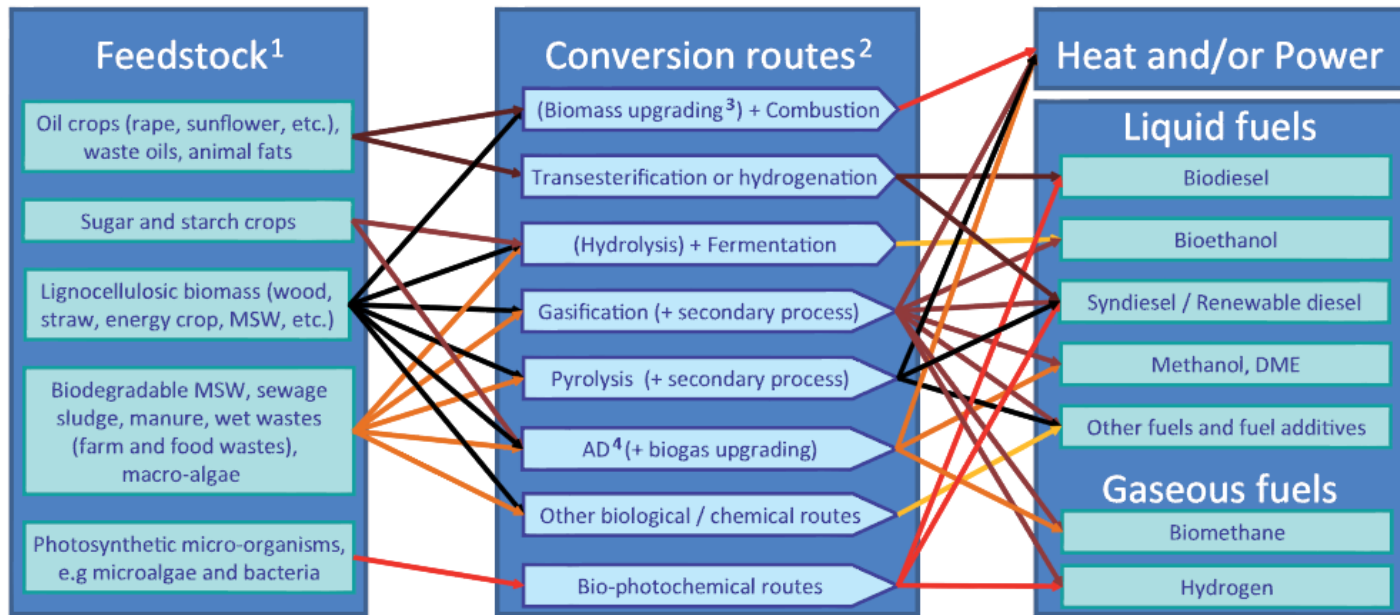 Feedstock¹
Oil crops (rape, sunflower, etc.),
waste oils, animal fats
Sugar and starch crops
Lignocellulosic biomass (wood,
straw, energy crop, MSW, etc.)
Biodegradable MSW, sewage
sludge, manure, wet wastes
(farm and food wastes),
macro-algae
Photosynthetic micro-organisms,
e.g microalgae and bacteria
Conversion routes²
(Biomass upgrading³) + Combustion
Transesterification or hydrogenation
(Hydrolysis) + Fermentation
Gasification (+ secondary process)
Pyrolysis (+ secondary process)
AD⁴ (+ biogas upgrading)
Other biological / chemical routes
Bio-photochemical routes
Heat and/or Power
Liquid fuels
Biodiesel
Bioethanol
Syndiesel / Renewable diesel
Methanol, DME
Other fuels and fuel additives
Gaseous fuels
Biomethane
Hydrogen